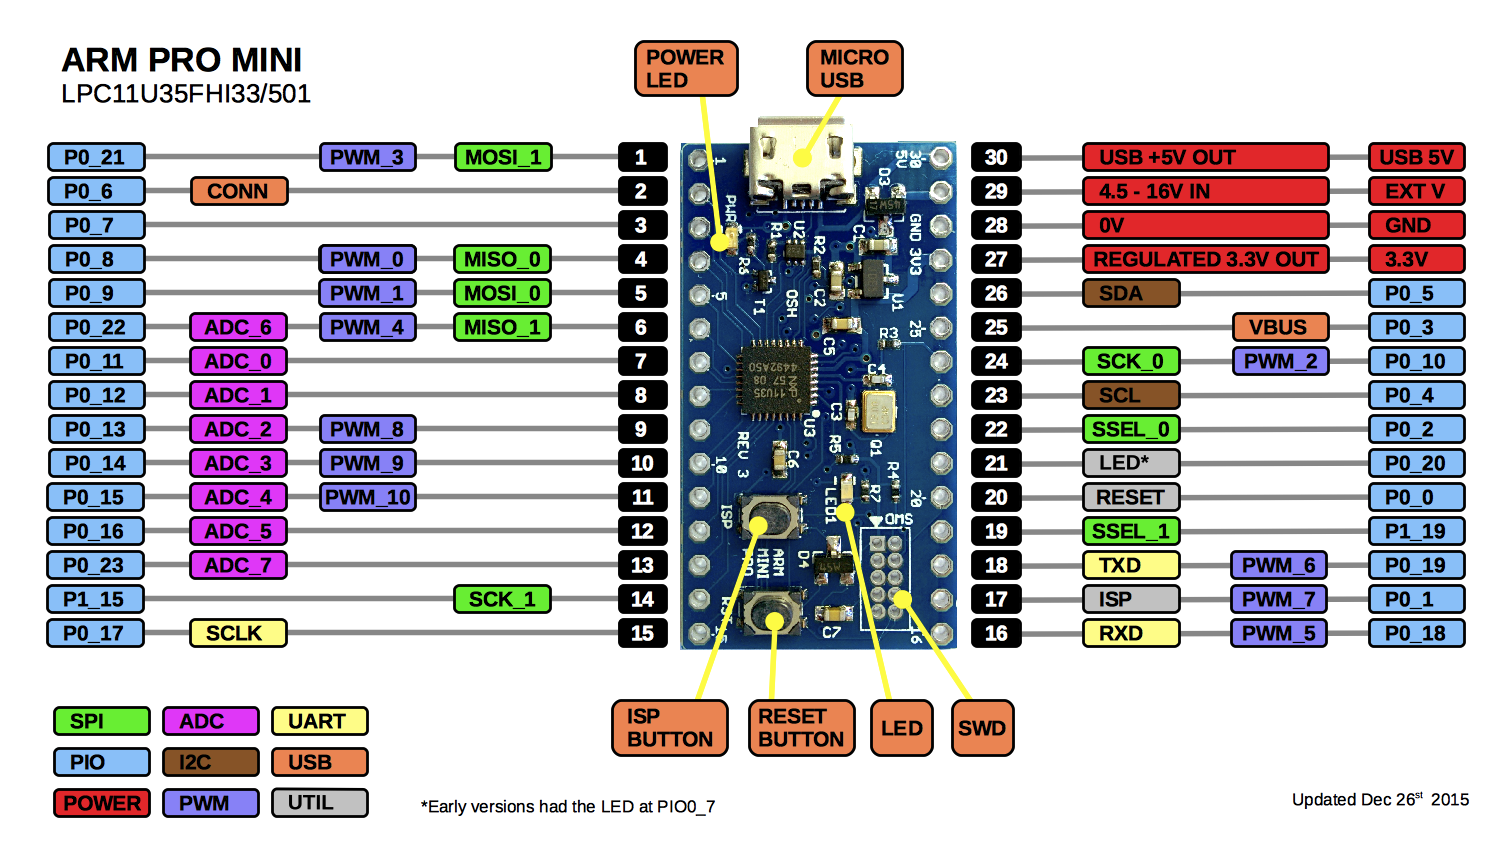 ARM PRO MINI
LPC11U35FHI33/501
POWER
LED
MICRO
USB
P0_21 PWM_3 MOSI_1 1
P0_6 CONN 2
P0_7 3
P0_8 PWM_0 MISO_0 4
P0_9 PWM_1 MOSI_0 5
P0_22 ADC_6 PWM_4 MISO_1 6
P0_11 ADC_0 7
P0_12 ADC_1 8
P0_13 ADC_2 PWM_8 9
P0_14 ADC_3 PWM_9 10
P0_15 ADC_4 PWM_10 11
P0_16 ADC_5 12
P0_23 ADC_7 13
P1_15 SCK_1 14
P0_17 SCLK 15
1
5
10
PWR
R1
U2
R2
C1
D3
30
5V
GND 3V3
R6
T1
OSH
C2
U1
25
C5
R3
C4
C3
U3
Q1
R5
REV 3
C6
R4
R7
LED1
20
ISP
SWD
D4
ARM
MINI
PRO
C7
16
30 USB +5V OUT USB 5V
29 4.5 - 16V IN EXT V
28 0V GND
27 REGULATED 3.3V OUT 3.3V
26 SDA P0_5
25 VBUS P0_3
24 SCK_0 PWM_2 P0_10
23 SCL P0_4
22 SSEL_0 P0_2
21 LED* P0_20
20 RESET P0_0
19 SSEL_1 P1_19
18 TXD PWM_6 P0_19
17 ISP PWM_7 P0_1
16 RXD PWM_5 P0_18
ISP
BUTTON
RESET
BUTTON
LED
SWD
SPI ADC UART
PIO I2C USB
POWER PWM UTIL
*Early versions had the LED at PIO0_7
Updated Dec 26st 2015